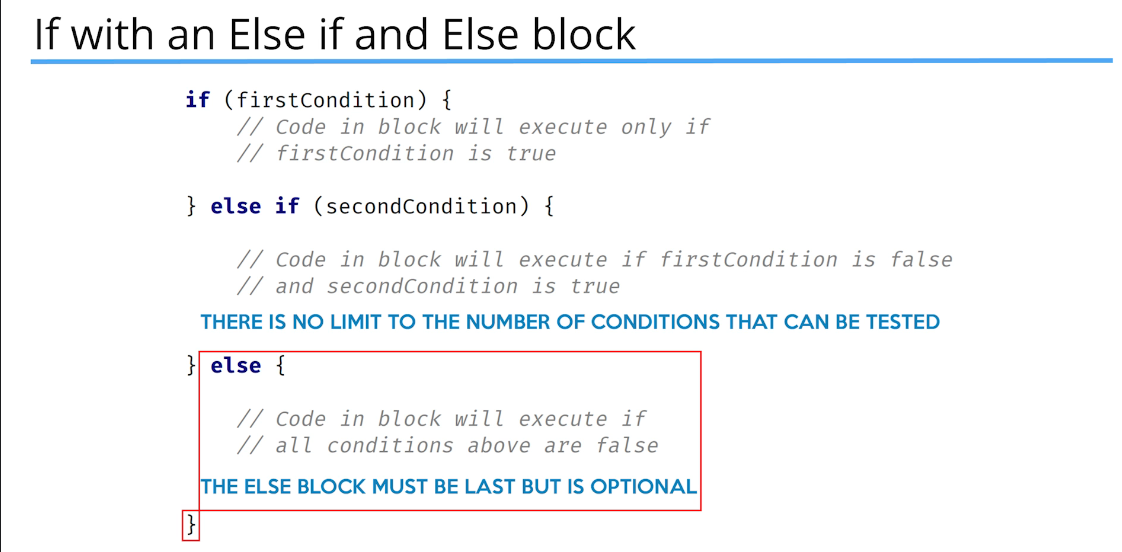 If with an Else if and Else block
if (firstCondition) {
// Code in block will execute only if
// firstCondition is true
} else if (secondCondition) {
// Code in block will execute if firstCondition is false
// and secondCondition is true
THERE IS NO LIMIT TO THE NUMBER OF CONDITIONS THAT CAN BE TESTED
} else {
// Code in block will execute if
// all conditions above are false
THE ELSE BLOCK MUST BE LAST BUT IS OPTIONAL
}